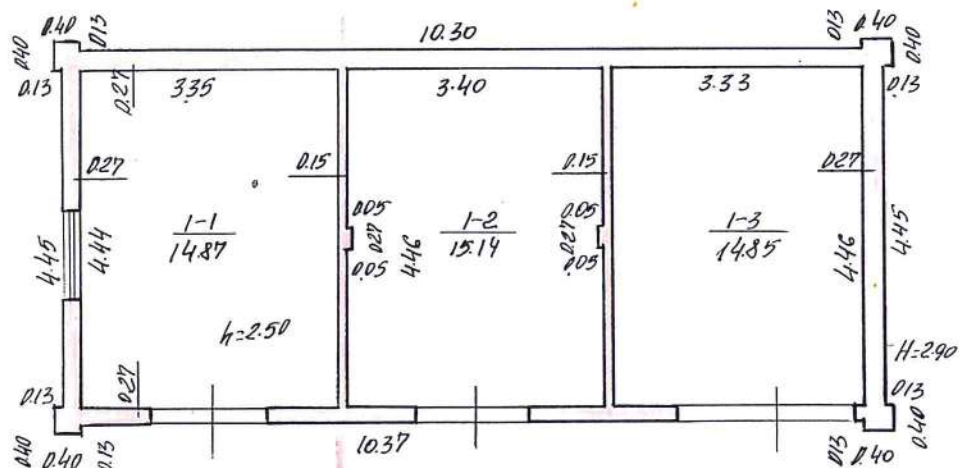 0.40 0.13 10.30 0.13 0.40
0.40 0.40
0.13 0.27 3.35 3.40 3.33 0.13
0.27 0.15 0.15 0.27
0.05 0.05
1-1 0.27 1-2 0.27 1-3
14.87 15.14 14.85
4.45 4.44 0.05 4.46 0.05 4.46 4.45
h=2.50
H=2.90
0.13 0.27 0.13
0.40 10.37 0.40
0.40 0.13 0.13 0.40